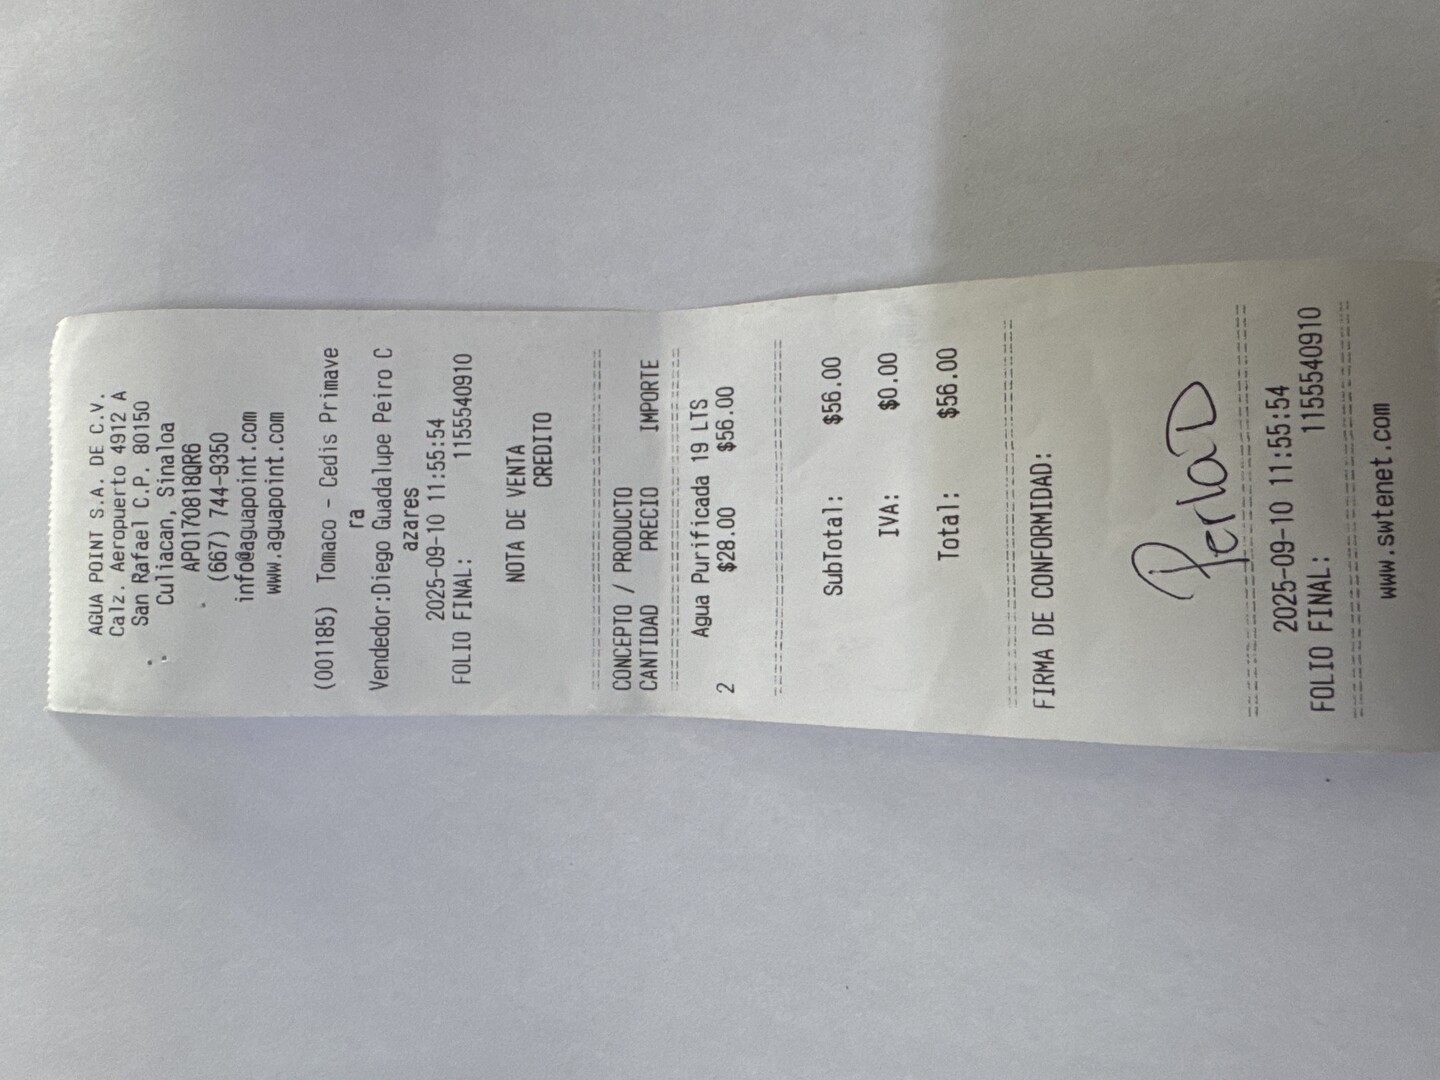 AGUA POINT S.A. DE C.V.
Calz. Aeropuerto 4912 A
San Rafael C.P. 80150
Culiacan, Sinaloa
APO170818QR6
(667) 744-9350
info@aguapoint.com
www.aguapoint.com
(001185) Tomaco - Cedis Primave
ra
Vendedor:Diego Guadalupe Peiro C
azares
2025-09-10 11:55:54
FOLIO FINAL: 1155540910
NOTA DE VENTA
CREDITO
CONCEPTO / PRODUCTO
CANTIDAD PRECIO IMPORTE
Agua Purificada 19 LTS
2 $28.00 $56.00
SubTotal: $56.00
IVA: $0.00
Total: $56.00
FIRMA DE CONFORMIDAD:
Perla D
2025-09-10 11:55:54
FOLIO FINAL: 1155540910
www.swtenet.com